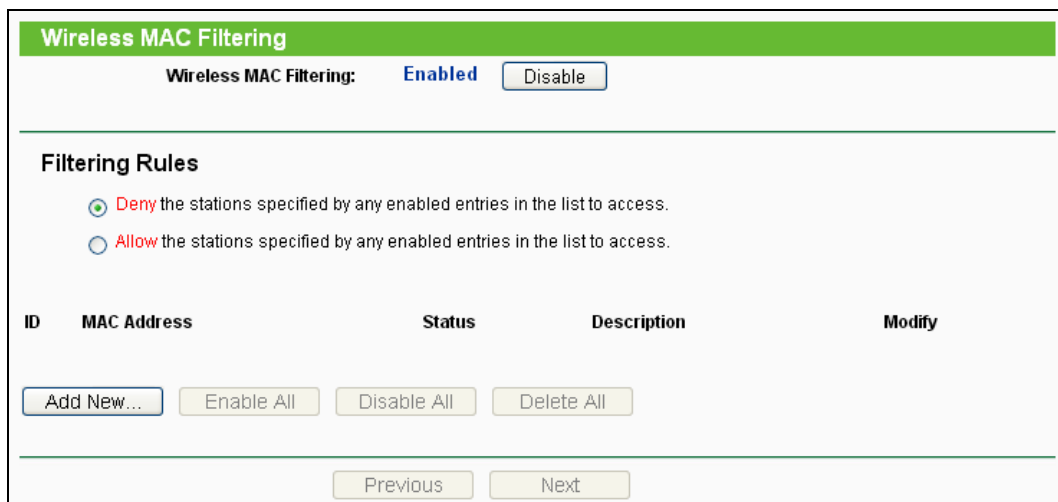 Wireless MAC Filtering
Wireless MAC Filtering: Enabled Disable
Filtering Rules
Deny the stations specified by any enabled entries in the list to access.
Allow the stations specified by any enabled entries in the list to access.
ID MAC Address Status Description Modify
Add New... Enable All Disable All Delete All
Previous Next